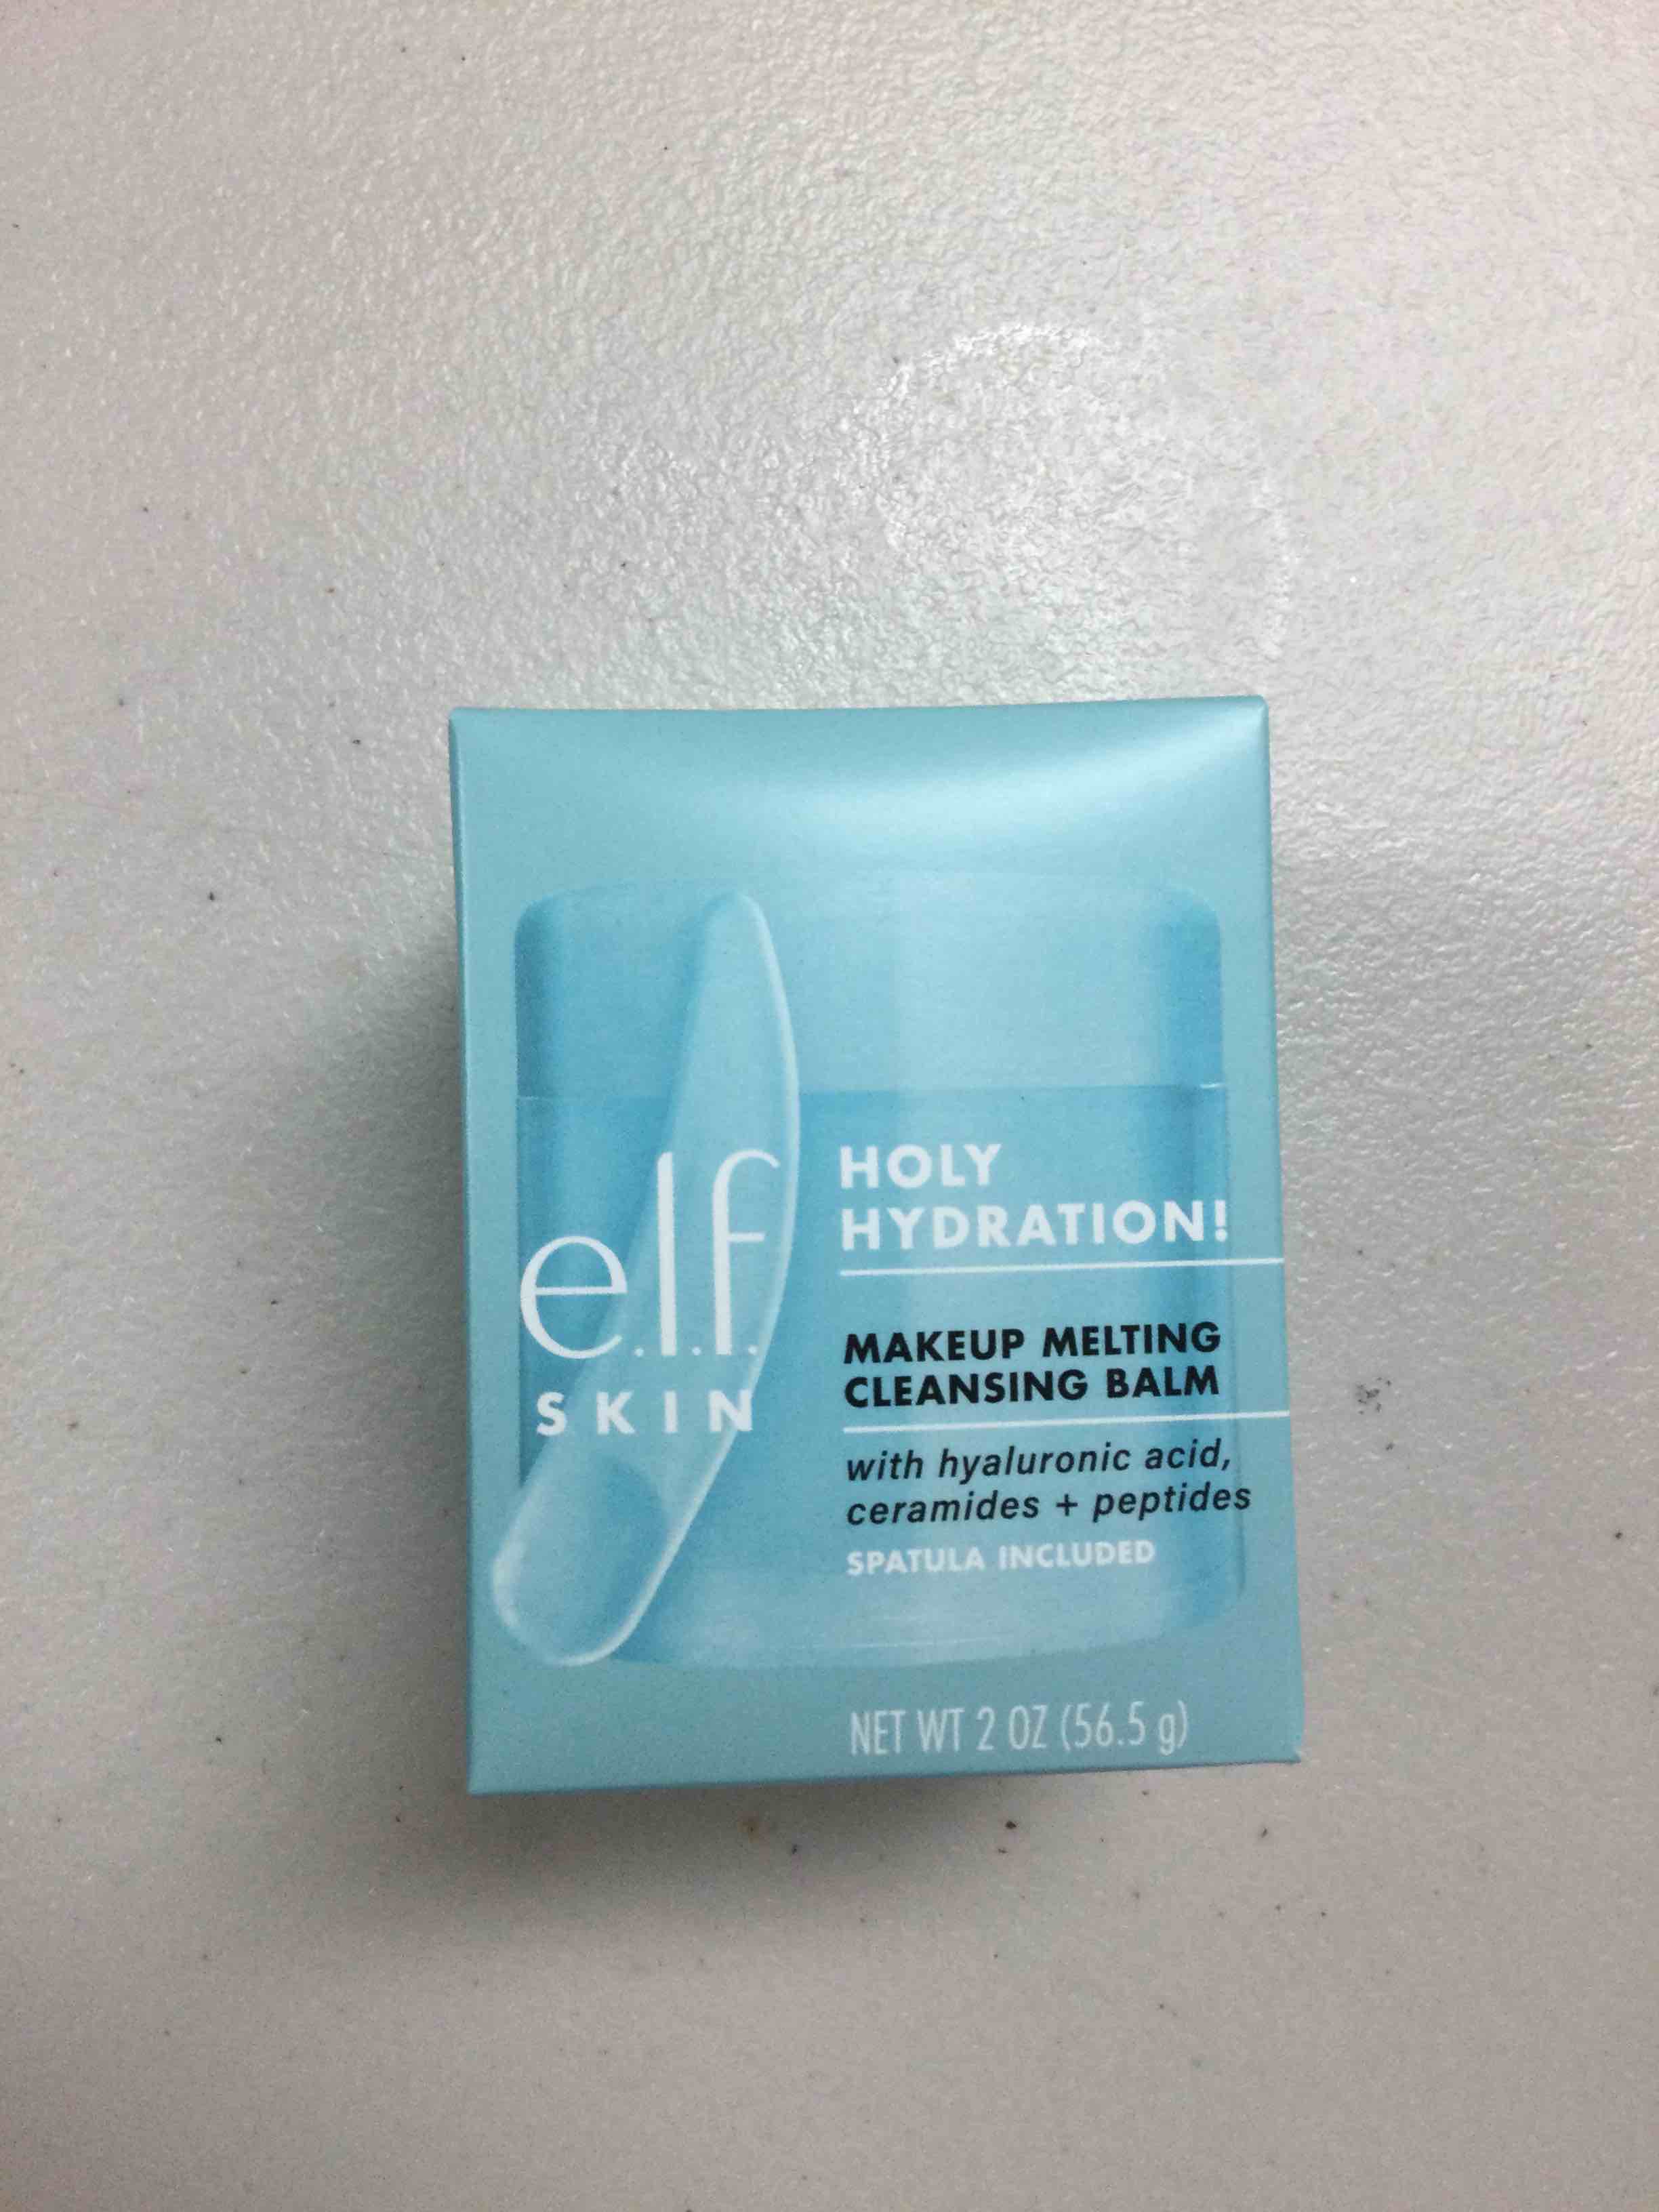 e.l.f.
SKIN
HOLY
HYDRATION!
MAKEUP MELTING
CLEANSING BALM
with hyaluronic acid,
ceramides + peptides
SPATULA INCLUDED
NET WT 2 OZ (56.5 g)